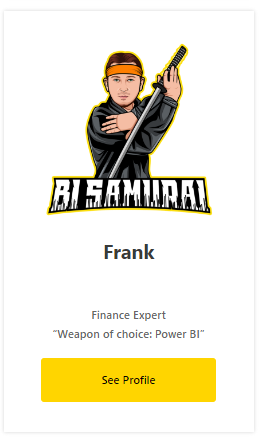 BI SAMURAI
Frank
Finance Expert
“Weapon of choice: Power BI”
See Profile